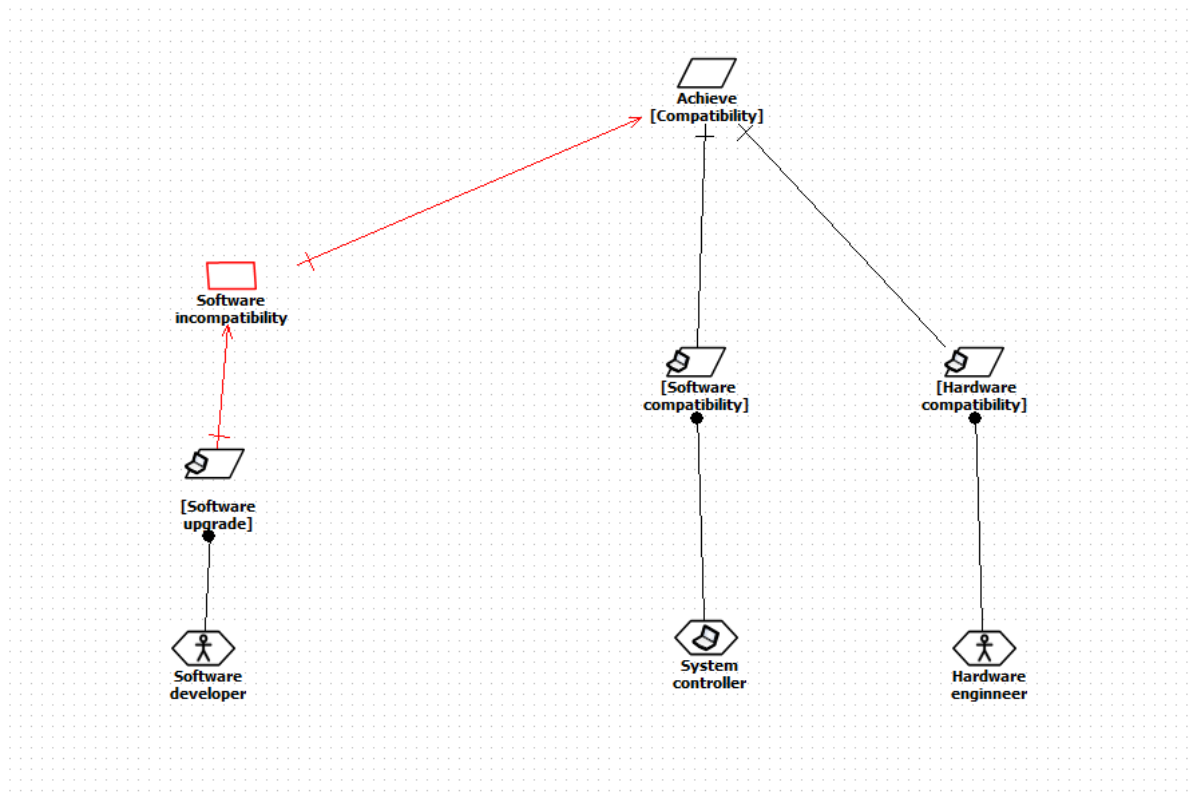 Achieve
[Compatibility]
Software
incompatibility
[Software
compatibility]
[Hardware
compatibility]
[Software
upgrade]
Software
developer
System
controller
Hardware
enginneer